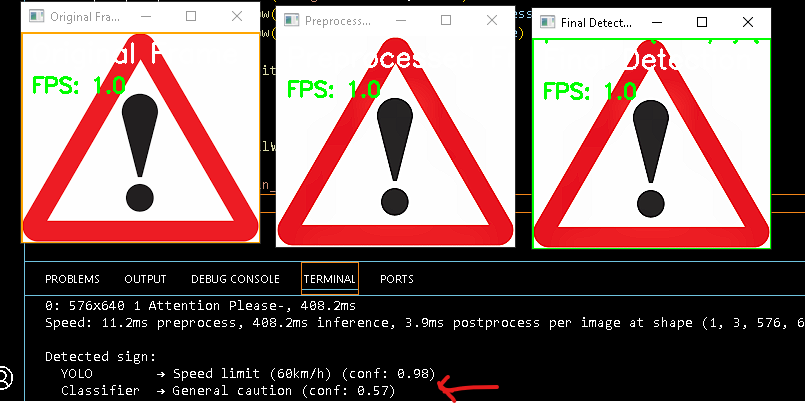 Original Fra...
Preprocess...
Final Detect...
FPS: 1.0
FPS: 1.0
FPS: 1.0
PROBLEMS OUTPUT DEBUG CONSOLE TERMINAL PORTS
0: 576x640 1 Attention Please-, 408.2ms
Speed: 11.2ms preprocess, 408.2ms inference, 3.9ms postprocess per image at shape (1, 3, 576, 6
Detected sign:
YOLO → Speed limit (60km/h) (conf: 0.98)
Classifier → General caution (conf: 0.57)